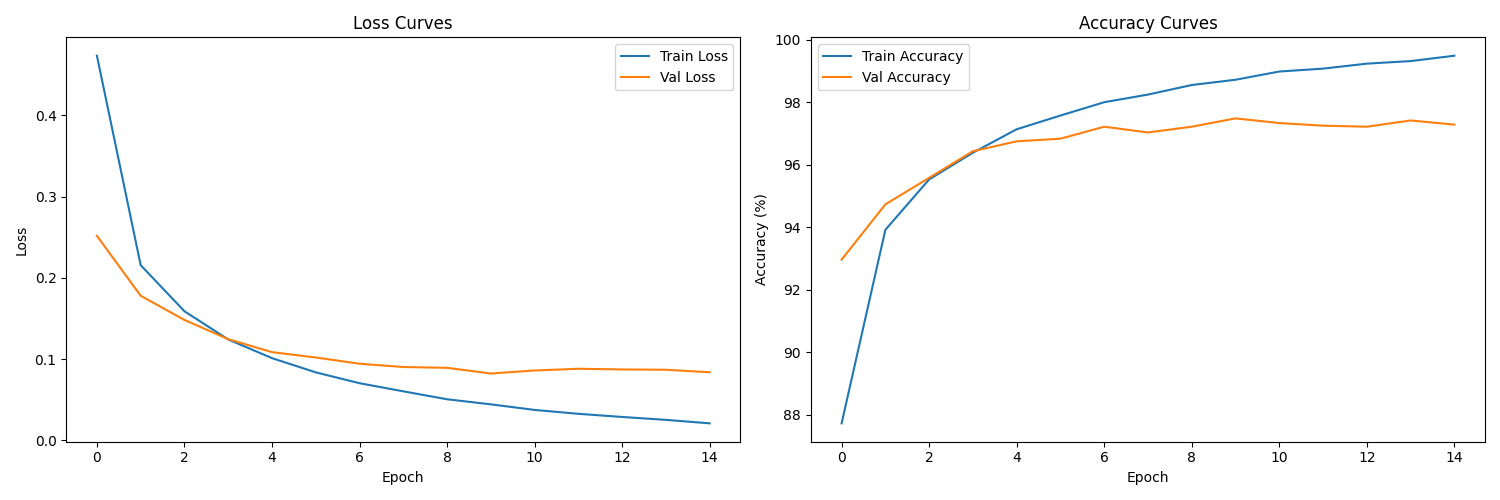 Loss Curves
Train Loss
Val Loss
Loss
0.4
0.3
0.2
0.1
0.0
0 2 4 6 8 10 12 14
Epoch
Accuracy Curves
Train Accuracy
Val Accuracy
Accuracy (%)
100
98
96
94
92
90
88
0 2 4 6 8 10 12 14
Epoch